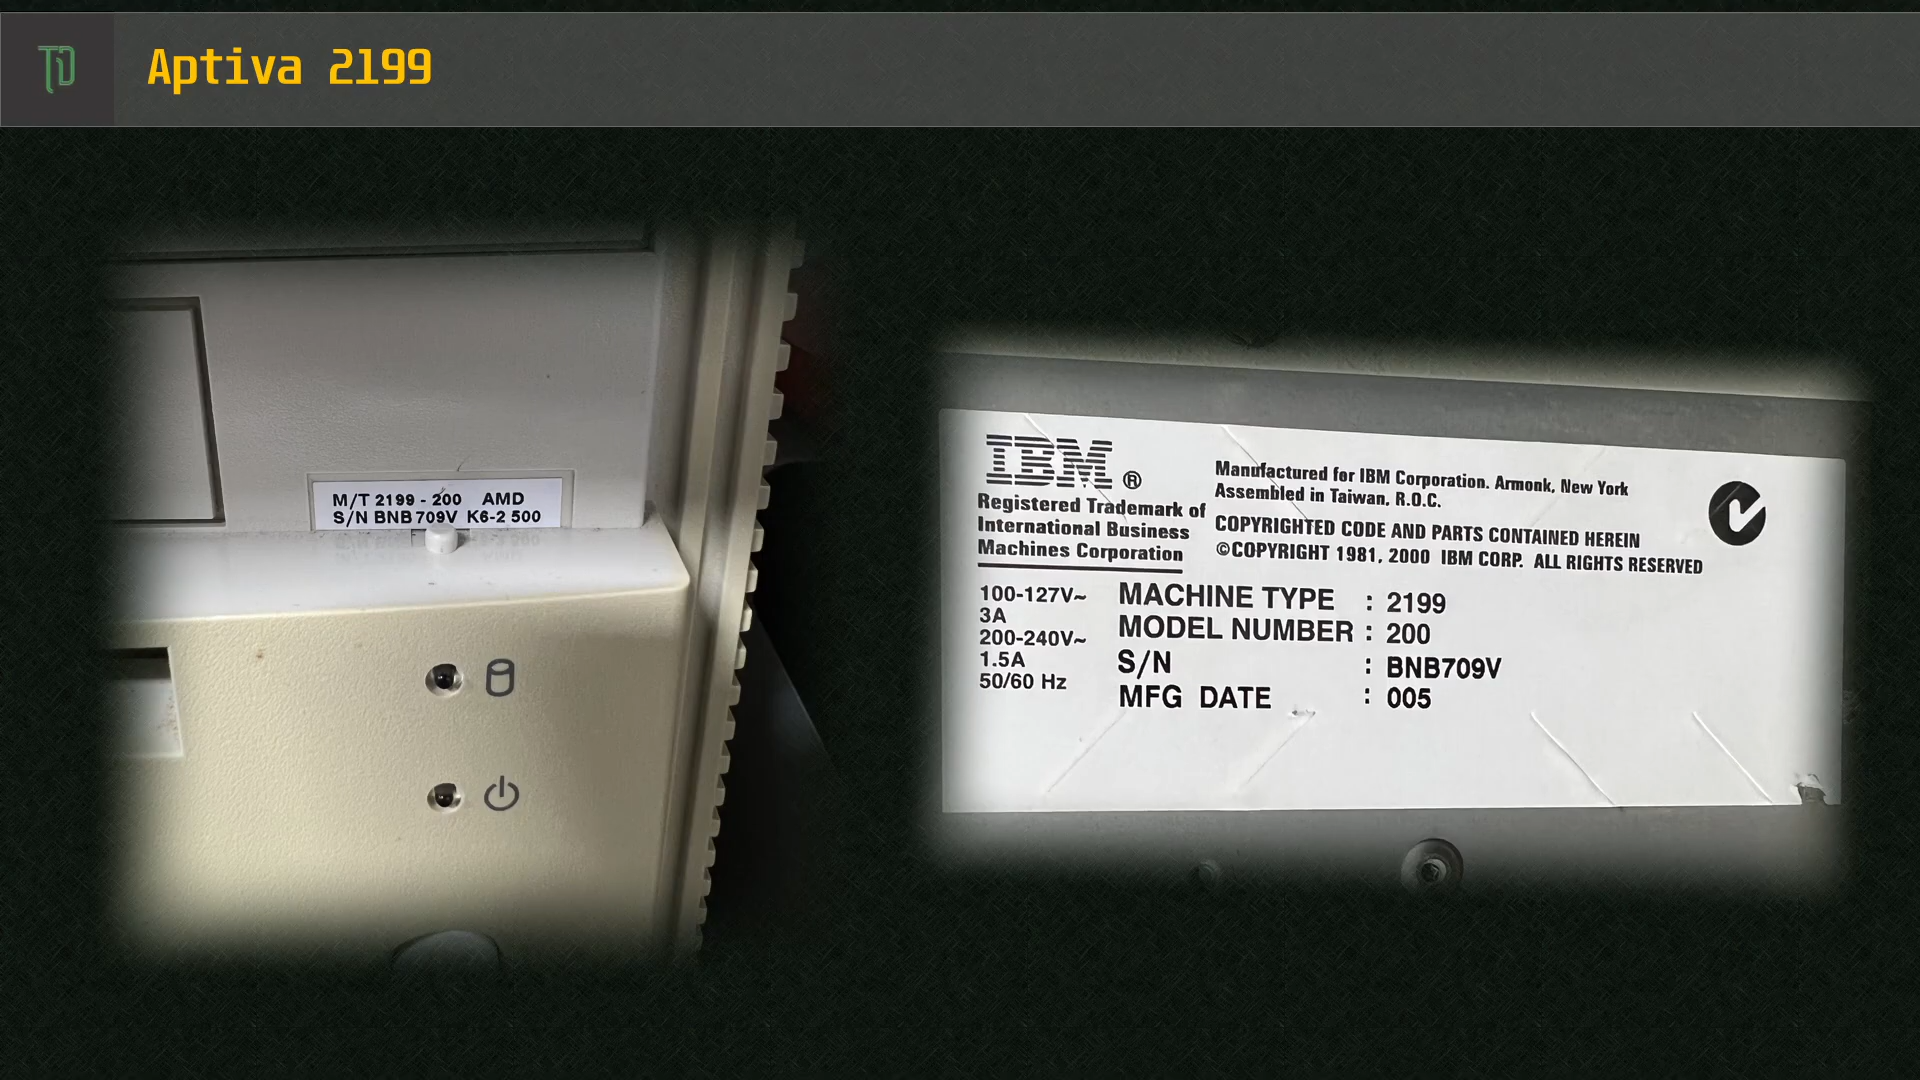 TD
Aptiva 2199
M/T 2199 - 200 AMD
S/N BNB709V K6-2 500
IBM ®
Registered Trademark of
International Business
Machines Corporation
Manufactured for IBM Corporation. Armonk, New York
Assembled in Taiwan, R.O.C.
COPYRIGHTED CODE AND PARTS CONTAINED HEREIN
©COPYRIGHT 1981, 2000 IBM CORP. ALL RIGHTS RESERVED
100-127V~
3A
200-240V~
1.5A
50/60 Hz
MACHINE TYPE : 2199
MODEL NUMBER : 200
S/N : BNB709V
MFG DATE : 005